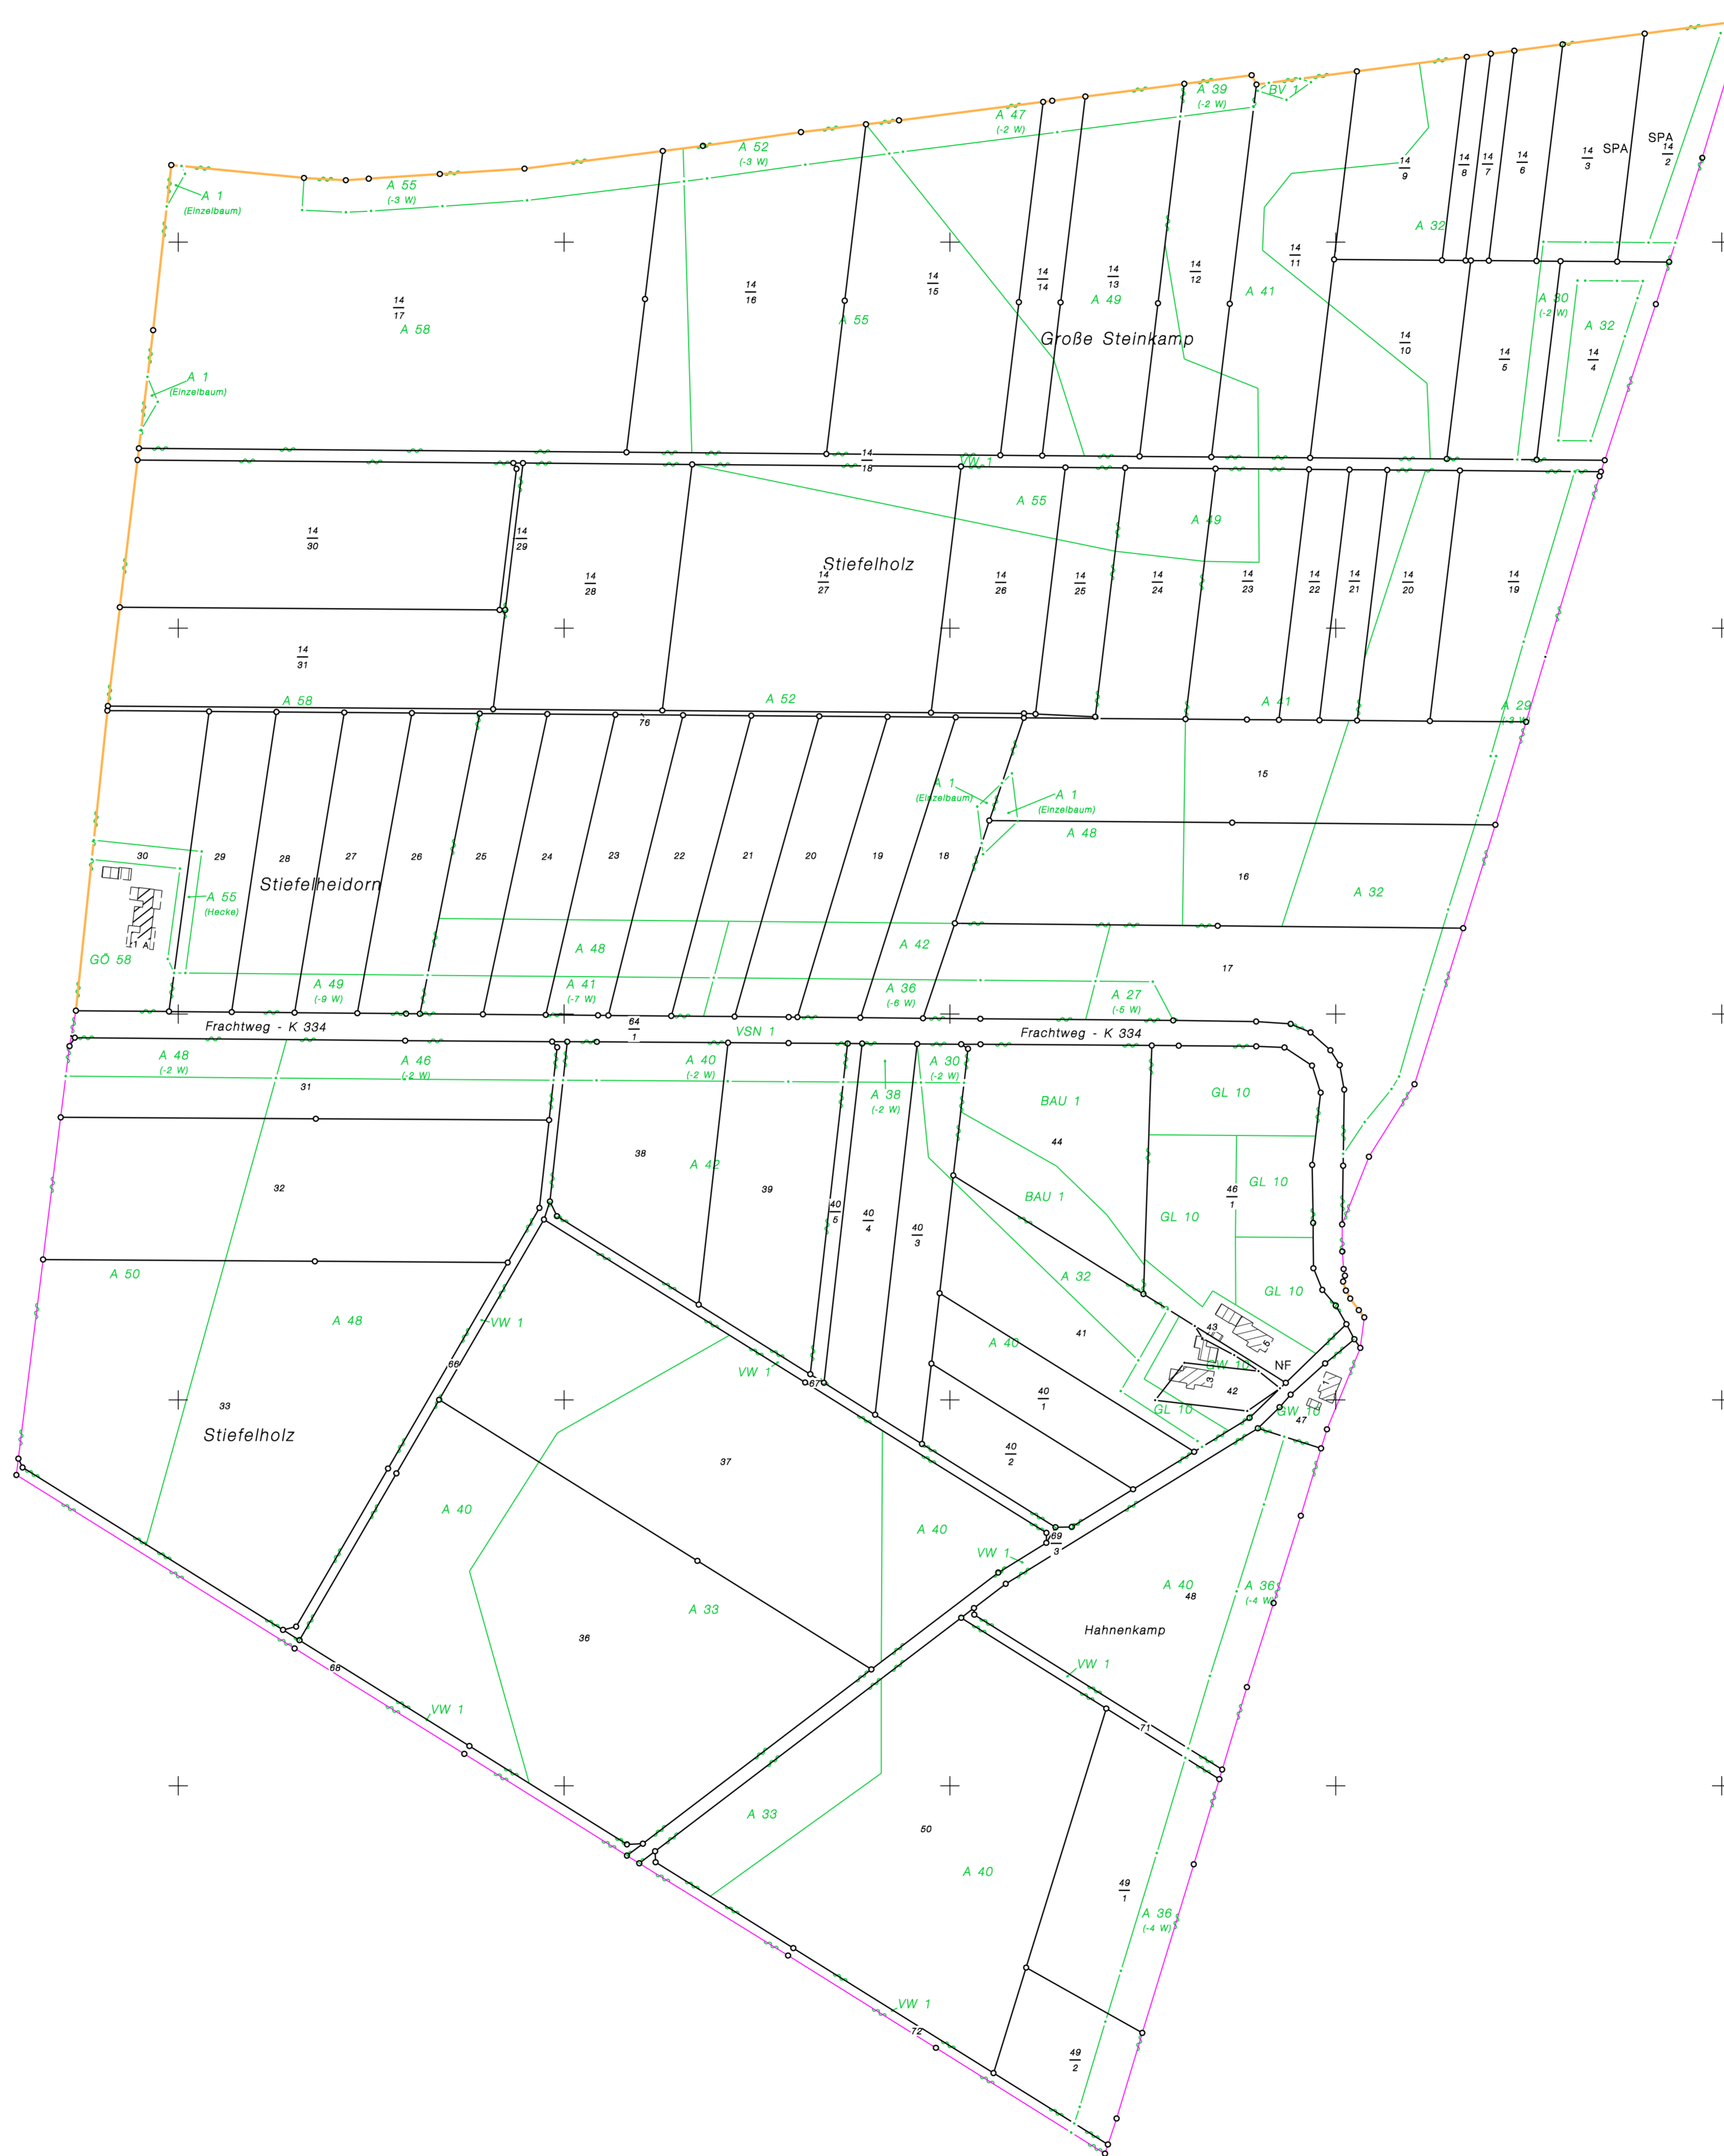 A 39
(-2 W)
BV 1
A 47
(-2 W)
A 52
(-3 W)
A 55
(-3 W)
A 1
(Einzelbaum)
SPA
SPA
14
2
14
3
14
6
14
7
14
8
14
9
A 32
14
11
14
12
14
13
14
14
14
15
14
16
14
17
A 58
A 55
A 49
A 41
A 30
(-2 W)
A 32
Große Steinkamp
14
10
14
5
14
4
A 1
(Einzelbaum)
14
18
VW 1
A 55
A 49
14
30
14
29
Stiefelholz
14
28
14
27
14
26
14
25
14
24
14
23
14
22
14
21
14
20
14
19
14
31
A 58
A 52
A 41
A 29
(-3 W)
76
15
A 1
(Einzelbaum)
A 1
(Einzelbaum)
A 48
30
29
28
27
26
25
24
23
22
21
20
19
18
16
Stiefelheidorn
A 55
(Hecke)
A 32
1 A
GÖ 58
A 48
A 42
17
A 49
(-9 W)
A 41
(-7 W)
A 36
(-6 W)
A 27
(-5 W)
Frachtweg - K 334
64
1
VSN 1
Frachtweg - K 334
A 48
(-2 W)
A 46
(-2 W)
A 40
(-2 W)
A 30
(-2 W)
A 38
(-2 W)
31
BAU 1
GL 10
44
38
A 42
39
32
40
5
40
4
40
3
BAU 1
GL 10
46
1
GL 10
A 50
A 48
VW 1
A 32
GL 10
43
5
41
A 40
66
VW 1
67
GW 10
NF
3
42
1
40
1
GL 10
GW 10
47
33
Stiefelholz
37
40
2
A 40
A 40
69
3
VW 1
A 40
48
A 36
(-4 W)
A 33
36
Hahnenkamp
68
VW 1
VW 1
71
A 33
50
A 40
49
1
A 36
(-4 W)
VW 1
72
49
2